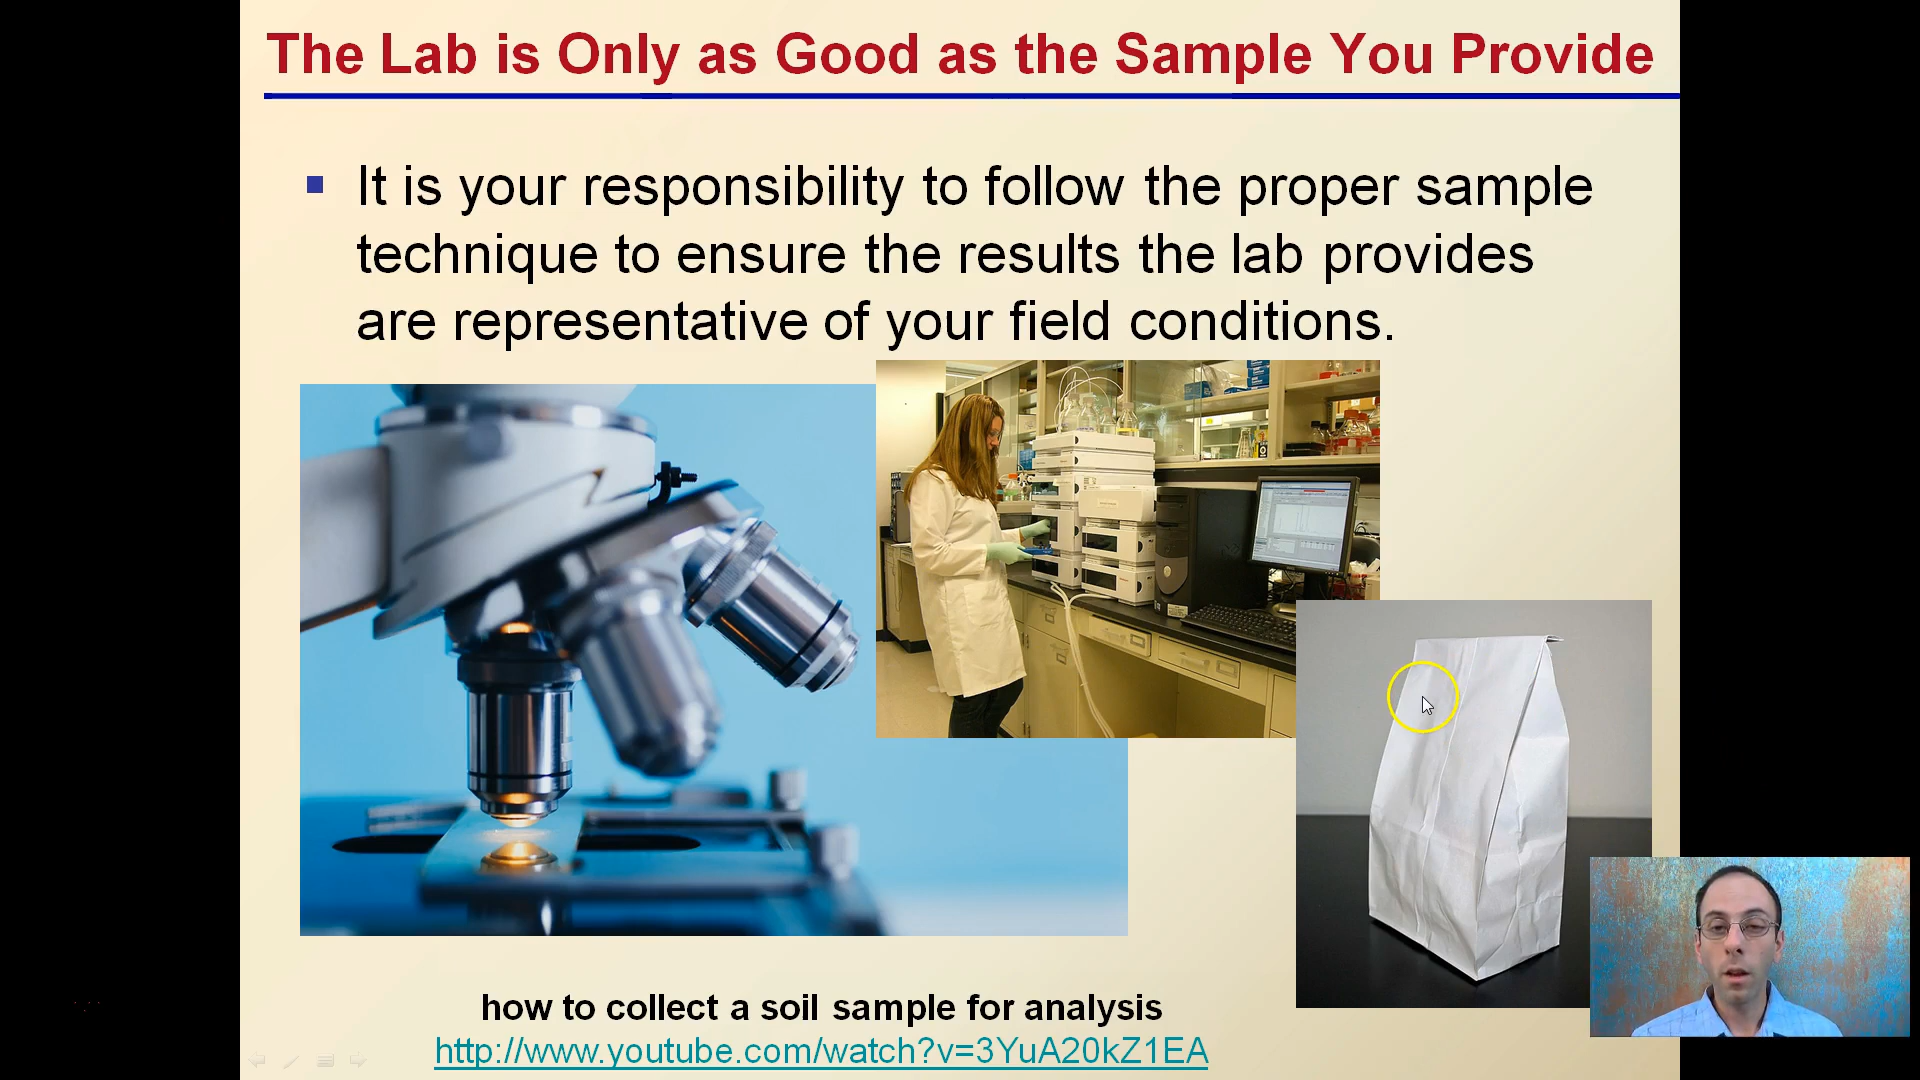 The Lab is Only as Good as the Sample You Provide
It is your responsibility to follow the proper sample
technique to ensure the results the lab provides
are representative of your field conditions.
how to collect a soil sample for analysis
http://www.youtube.com/watch?v=3YuA20kZ1EA